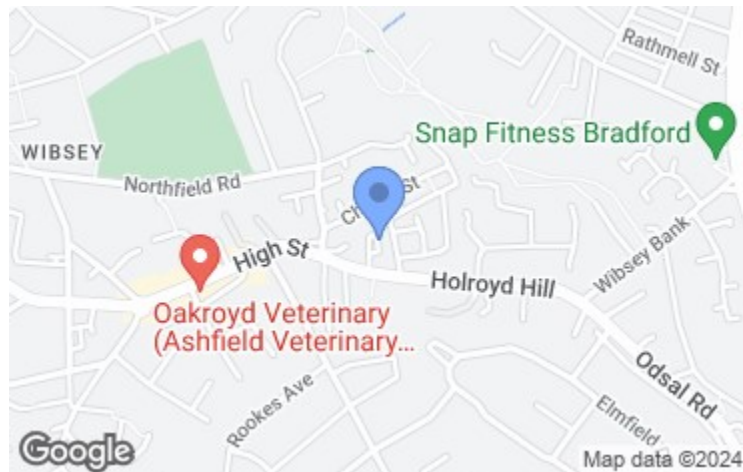 Rathmell St
Snap Fitness Bradford
WIBSEY
Northfield Rd
St
High St
Holroyd Hill
Wibsey Bank
Oakroyd Veterinary
(Ashfield Veterinary...
Rookes Ave
Odsal Rd
Elmfield
Google
Map data ©2024